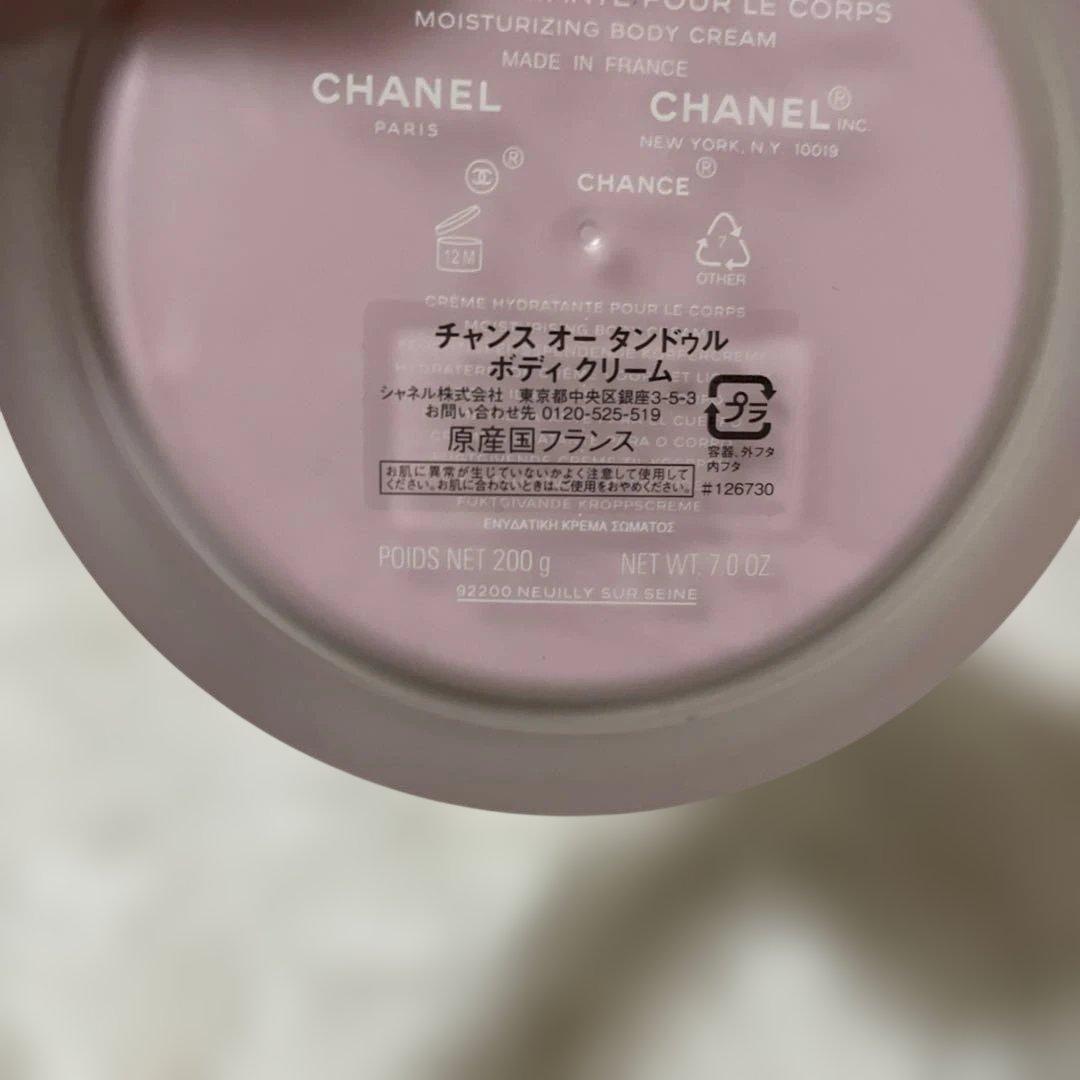 POUR LE CORPS
MOISTURIZING BODY CREAM
MADE IN FRANCE
CHANEL
PARIS
CHANEL® INC.
NEW YORK, N.Y. 10019
®
CHANCE®
12 M
7
OTHER
CRÈME HYDRATANTE POUR LE CORPS
チャンス オー タンドゥル
ボディ クリーム
シャネル株式会社 東京都中央区銀座3-5-3
お問い合わせ先 0120-525-519
原産国フランス
プラ
容器、外フタ
内フタ
お肌に異常が生じていないかよく注意して使用して
ください。お肌に合わないときは、ご使用をおやめください。
#126730
KROPPSCREME
ΕΝΥΔΑΤΙΚΗ ΚΡΕΜΑ ΣΩΜΑΤΟΣ
POIDS NET 200 g NET WT. 7.0 OZ.
92200 NEUILLY SUR SEINE